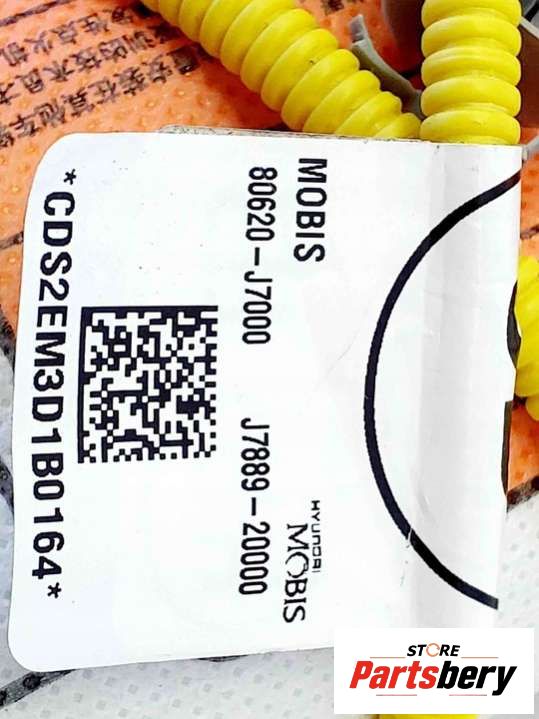 MOBIS
80620-J7000 J7889-20000
HYUNDAI
MOBIS
*CDS2EM3D1B0164*
STORE
Partsbery